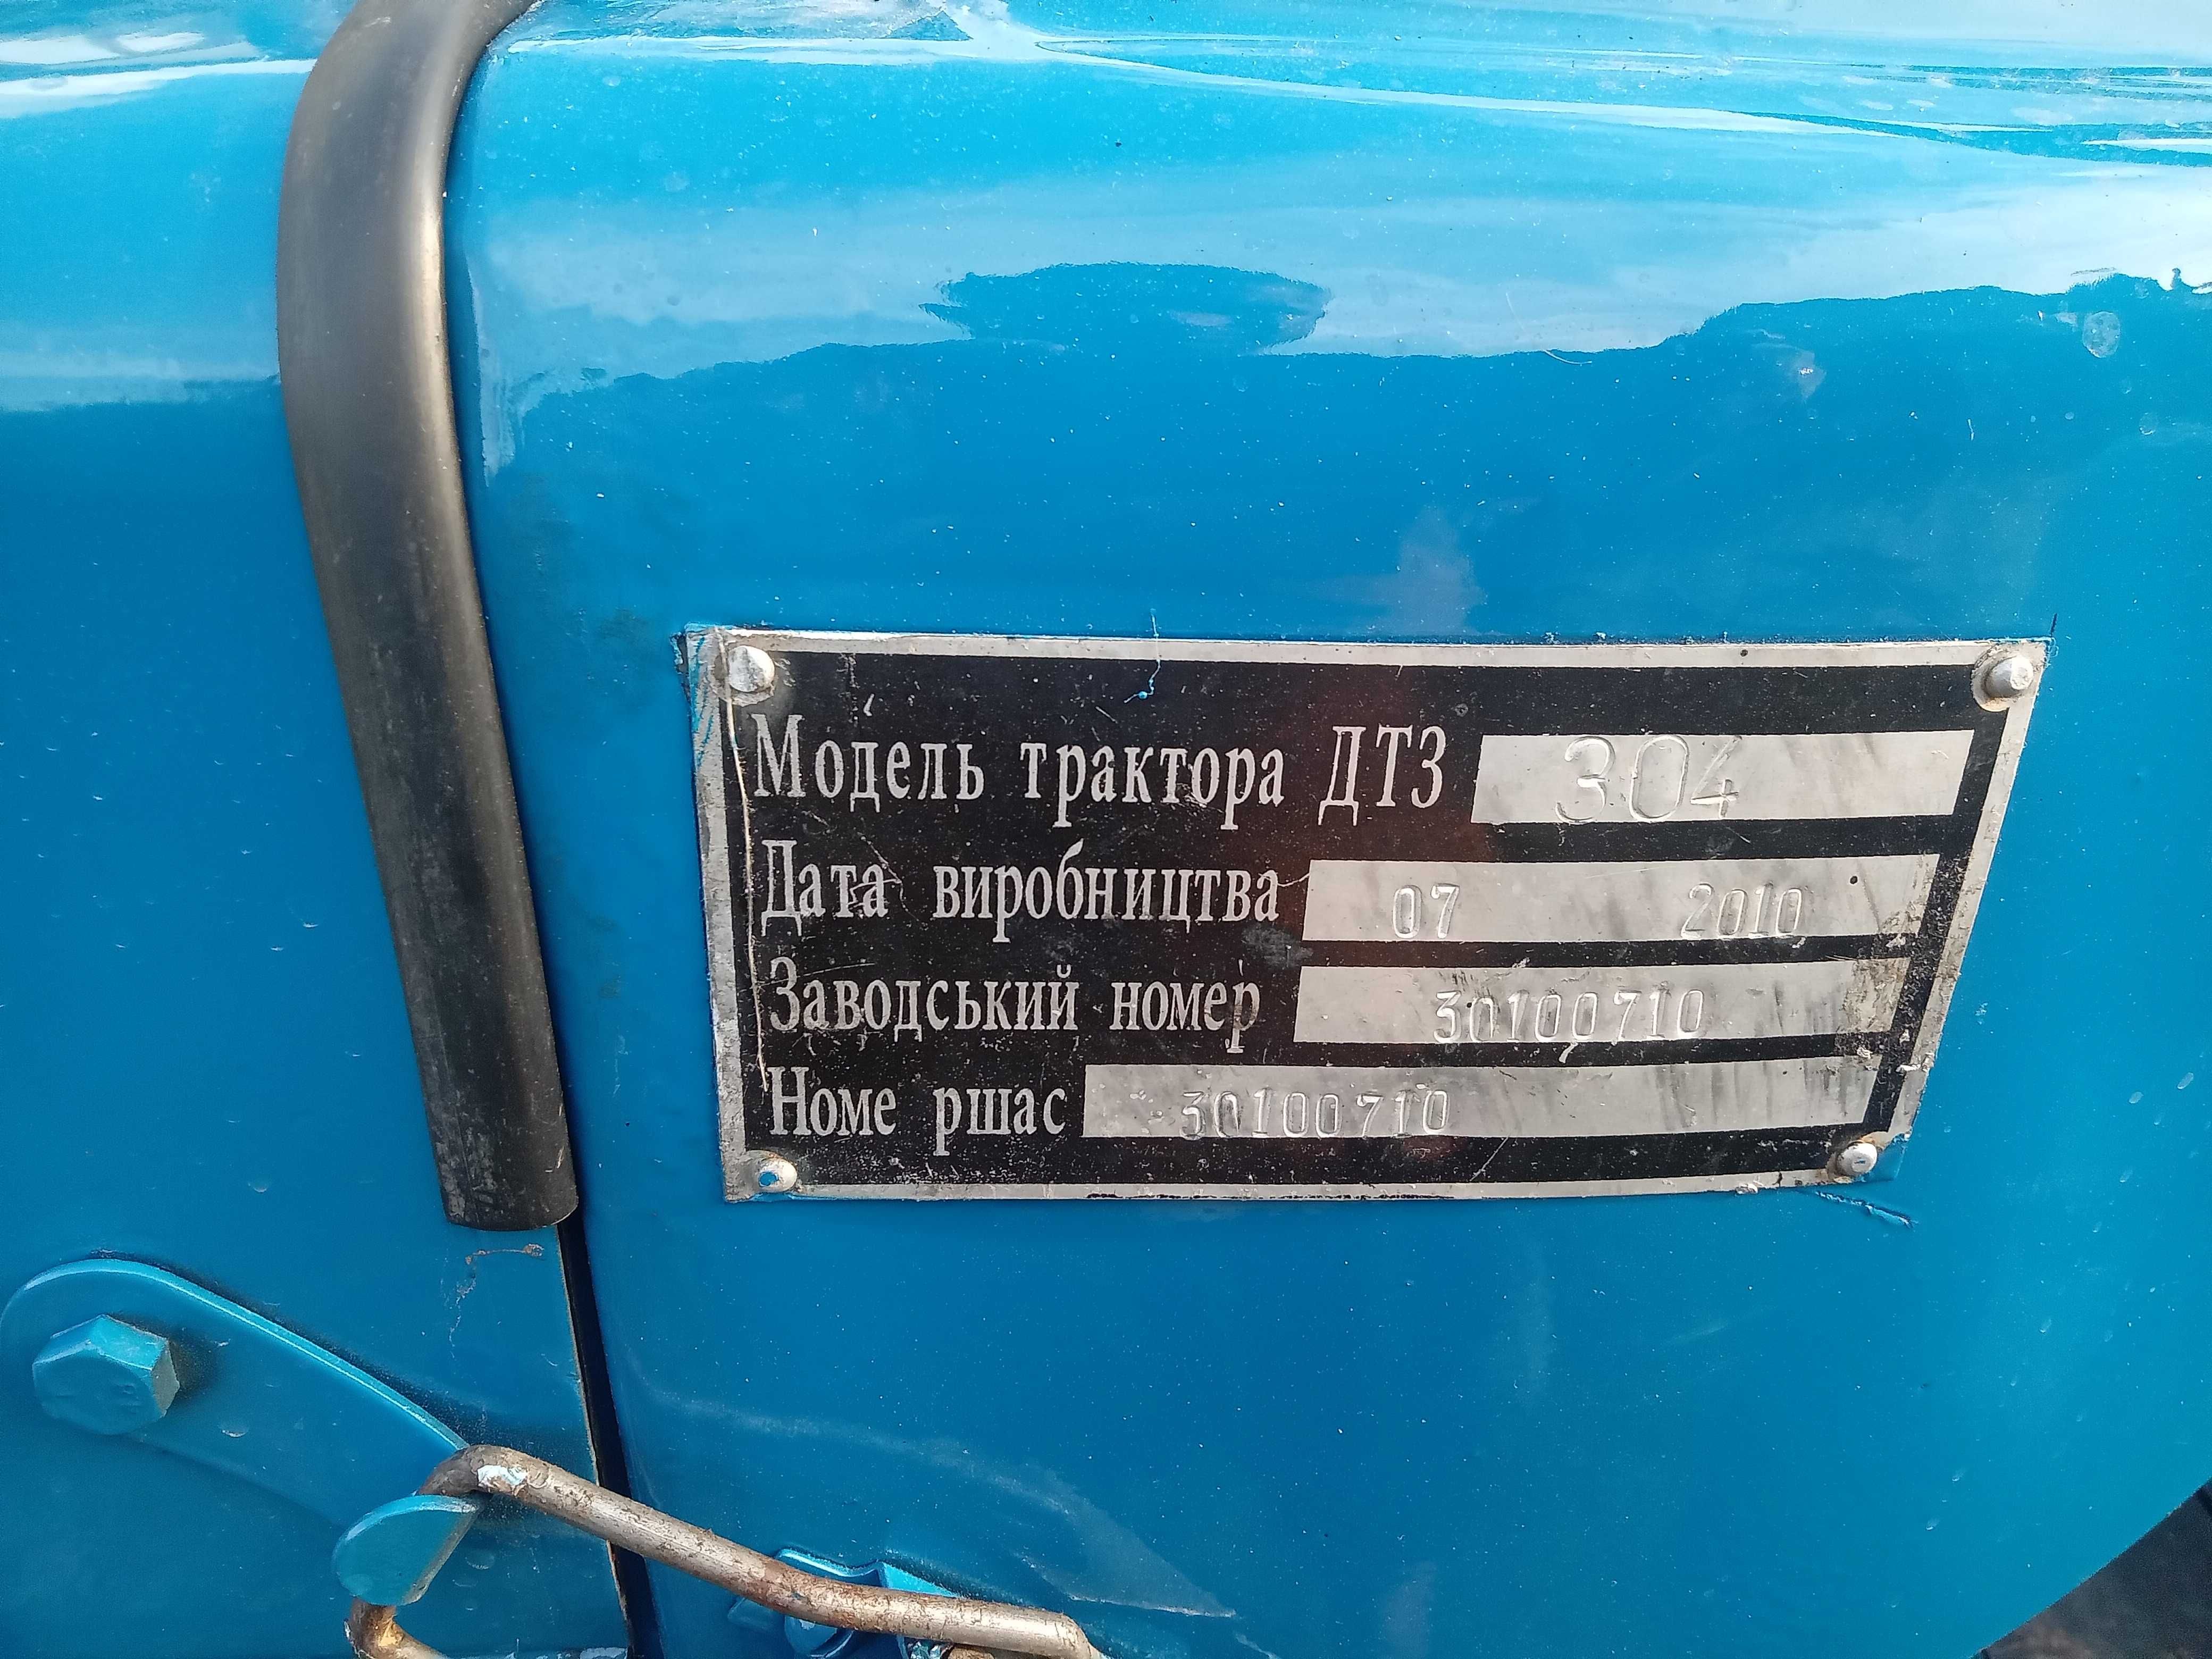 Модель трактора ДТЗ 304
Дата виробництва 07 2010
Заводський номер 30100710
Номе ршас 30100710